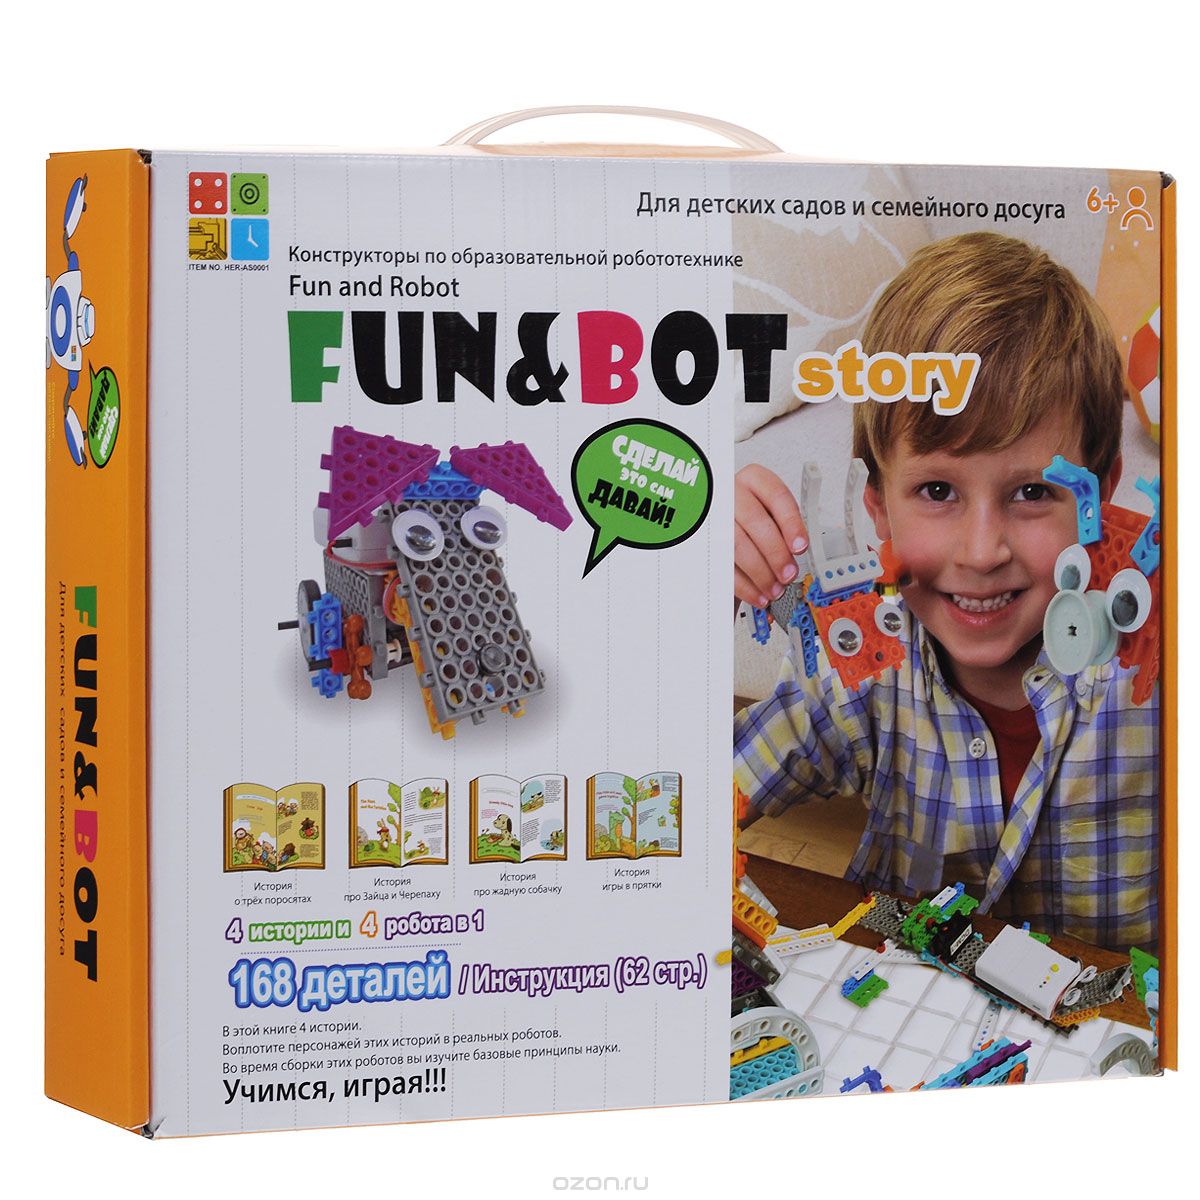 Для детских садов и семейного досуга 6+
ITEM NO. HER-AS0001
Конструкторы по образовательной робототехнике
Fun and Robot
FUN&BOT story
СДЕЛАЙ
ЭТО САМ
ДАВАЙ!
История
о трёх поросятах
История
про Зайца и Черепаху
История
про жадную собачку
История
игры в прятки
4 истории и 4 робота в 1
168 деталей / Инструкция (62 стр.)
В этой книге 4 истории.
Воплотите персонажей этих историй в реальных роботов.
Во время сборки этих роботов вы изучите базовые принципы науки.
Учимся, играя!!!
СДЕЛАЙ
ЭТО САМ
ДАВАЙ!
FUN&BOT
Для детских садов и семейного досуга
ozon.ru